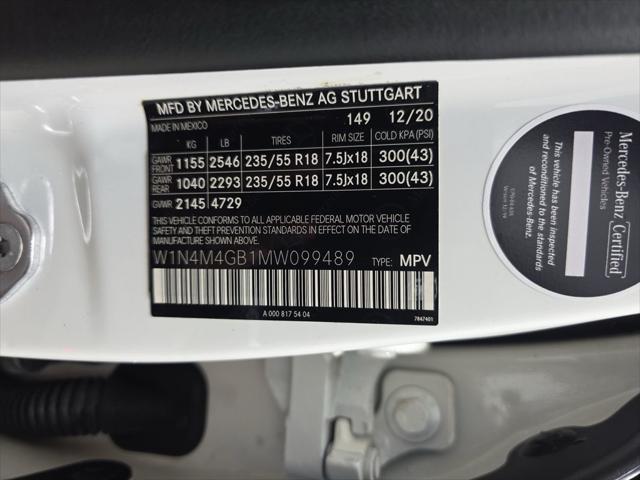 MFD BY MERCEDES-BENZ AG STUTTGART
MADE IN MEXICO 149 12/20
KG LB TIRES RIM SIZE COLD KPA (PSI)
GAWR FRONT 1155 2546 235/55 R18 7.5Jx18 300(43)
GAWR REAR 1040 2293 235/55 R18 7.5Jx18 300(43)
GVWR 2145 4729
THIS VEHICLE CONFORMS TO ALL APPLICABLE FEDERAL MOTOR VEHICLE
SAFETY AND THEFT PREVENTION STANDARDS IN EFFECT ON THE DATE
OF MANUFACTURE SHOWN ABOVE.
W1N4M4GB1MW099489 TYPE: MPV
A 000 817 54 04 7847401
Mercedes-Benz Certified
Pre-Owned Vehicles
This vehicle has been inspected
and reconditioned to the standards
of Mercedes-Benz.